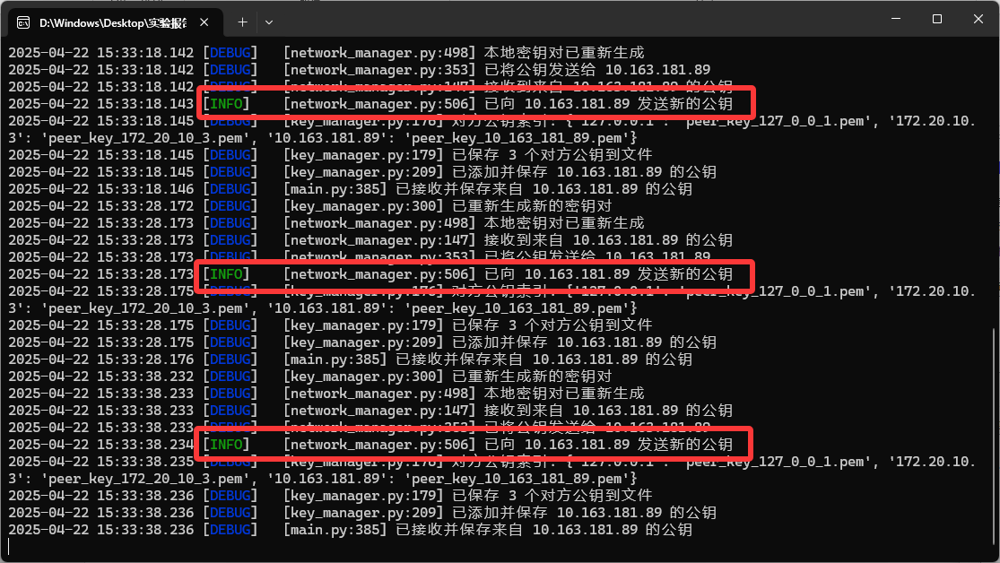 D:\Windows\Desktop\实验报告
2025-04-22 15:33:18.142 [DEBUG] [network_manager.py:498] 本地密钥对已重新生成
2025-04-22 15:33:18.142 [DEBUG] [network_manager.py:353] 已将公钥发送给 10.163.181.89
2025-04-22 15:33:18.142 [DEBUG] [network_manager.py:147] 接收到来自 10.163.181.89 的公钥
2025-04-22 15:33:18.143 [INFO] [network_manager.py:506] 已向 10.163.181.89 发送新的公钥
2025-04-22 15:33:18.145 [DEBUG] [key_manager.py:176] 对方公钥索引: {'127.0.0.1': 'peer_key_127_0_0_1.pem', '172.20.10.
3': 'peer_key_172_20_10_3.pem', '10.163.181.89': 'peer_key_10_163_181_89.pem'}
2025-04-22 15:33:18.145 [DEBUG] [key_manager.py:179] 已保存 3 个对方公钥到文件
2025-04-22 15:33:18.145 [DEBUG] [key_manager.py:209] 已添加并保存 10.163.181.89 的公钥
2025-04-22 15:33:18.146 [DEBUG] [main.py:385] 已接收并保存来自 10.163.181.89 的公钥
2025-04-22 15:33:28.172 [DEBUG] [key_manager.py:300] 已重新生成新的密钥对
2025-04-22 15:33:28.173 [DEBUG] [network_manager.py:498] 本地密钥对已重新生成
2025-04-22 15:33:28.173 [DEBUG] [network_manager.py:147] 接收到来自 10.163.181.89 的公钥
2025-04-22 15:33:28.173 [DEBUG] [network_manager.py:353] 已将公钥发送给 10.163.181.89
2025-04-22 15:33:28.173 [INFO] [network_manager.py:506] 已向 10.163.181.89 发送新的公钥
2025-04-22 15:33:28.175 [DEBUG] [key_manager.py:176] 对方公钥索引: {'127.0.0.1': 'peer_key_127_0_0_1.pem', '172.20.10.
3': 'peer_key_172_20_10_3.pem', '10.163.181.89': 'peer_key_10_163_181_89.pem'}
2025-04-22 15:33:28.175 [DEBUG] [key_manager.py:179] 已保存 3 个对方公钥到文件
2025-04-22 15:33:28.175 [DEBUG] [key_manager.py:209] 已添加并保存 10.163.181.89 的公钥
2025-04-22 15:33:28.176 [DEBUG] [main.py:385] 已接收并保存来自 10.163.181.89 的公钥
2025-04-22 15:33:38.232 [DEBUG] [key_manager.py:300] 已重新生成新的密钥对
2025-04-22 15:33:38.233 [DEBUG] [network_manager.py:498] 本地密钥对已重新生成
2025-04-22 15:33:38.233 [DEBUG] [network_manager.py:147] 接收到来自 10.163.181.89 的公钥
2025-04-22 15:33:38.233 [DEBUG] [network_manager.py:353] 已将公钥发送给 10.163.181.89
2025-04-22 15:33:38.234 [INFO] [network_manager.py:506] 已向 10.163.181.89 发送新的公钥
2025-04-22 15:33:38.235 [DEBUG] [key_manager.py:176] 对方公钥索引: {'127.0.0.1': 'peer_key_127_0_0_1.pem', '172.20.10.
3': 'peer_key_172_20_10_3.pem', '10.163.181.89': 'peer_key_10_163_181_89.pem'}
2025-04-22 15:33:38.236 [DEBUG] [key_manager.py:179] 已保存 3 个对方公钥到文件
2025-04-22 15:33:38.236 [DEBUG] [key_manager.py:209] 已添加并保存 10.163.181.89 的公钥
2025-04-22 15:33:38.236 [DEBUG] [main.py:385] 已接收并保存来自 10.163.181.89 的公钥